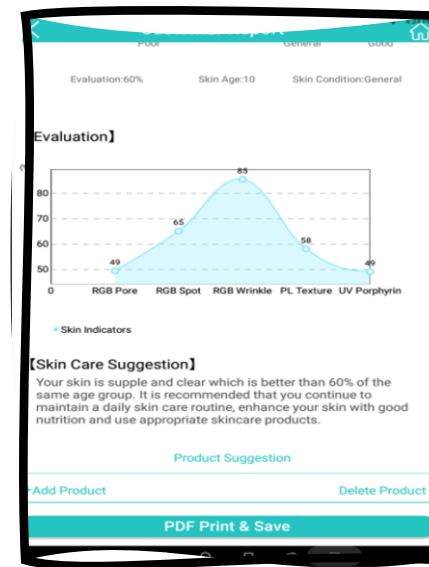 Poor General Good
Evaluation:60% Skin Age:10 Skin Condition:General
Evaluation】
85
80
70
65
60
58
50
49
49
0 RGB Pore RGB Spot RGB Wrinkle PL Texture UV Porphyrin
Skin Indicators
【Skin Care Suggestion】
Your skin is supple and clear which is better than 60% of the
same age group. It is recommended that you continue to
maintain a daily skin care routine, enhance your skin with good
nutrition and use appropriate skincare products.
Product Suggestion
+Add Product Delete Product
PDF Print & Save